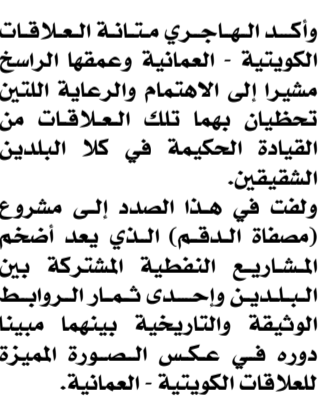 وأكد الهاجري متانة العلاقات
الكويتية - العمانية وعمقها الراسخ
مشيرا إلى الاهتمام والرعاية اللتين
تحظيان بهما تلك العلاقات من
القيادة الحكيمة في كلا البلدين
الشقيقين.
ولفت في هذا الصدد إلى مشروع
(مصفاة الدقم) الذي يعد أضخم
المشاريع النفطية المشتركة بين
البلدين وإحدى ثمار الروابط
الوثيقة والتاريخية بينهما مبينا
دوره في عكس الصورة المميزة
للعلاقات الكويتية - العمانية.